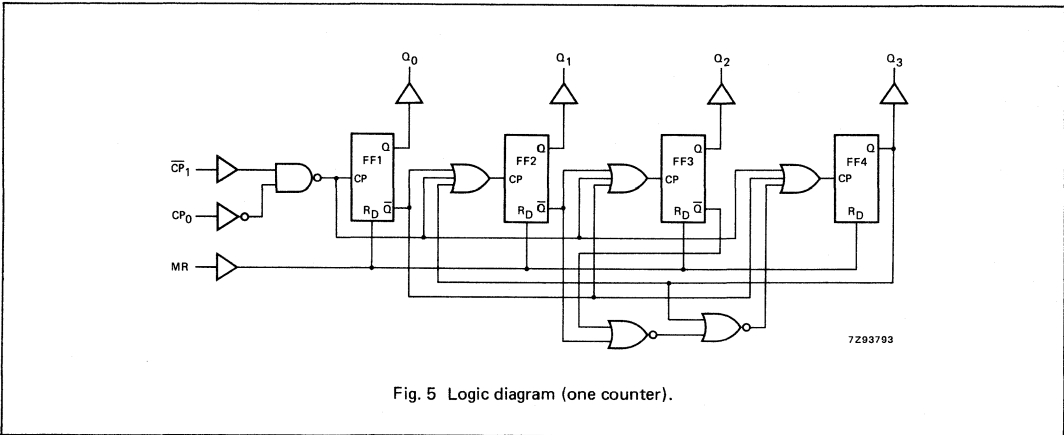 Q0 Q1 Q2 Q3
Q Q Q Q
FF1 FF2 FF3 FF4
CP1
CP CP CP CP
Q Q Q
RD RD RD RD
CP0
MR
7Z93793
Fig. 5 Logic diagram (one counter).